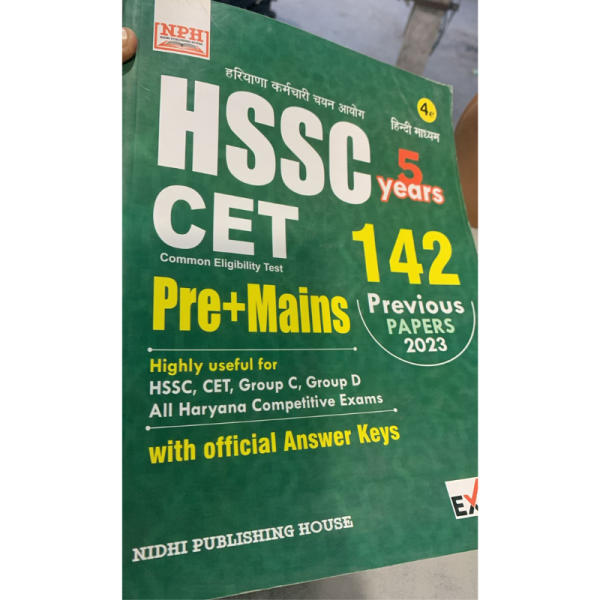 NPH
हरियाणा कर्मचारी चयन आयोग
हिन्दी माध्यम
HSSC
5
years
CET
Common Eligibility Test
142
Pre+Mains
Previous
PAPERS
2023
Highly useful for
HSSC, CET, Group C, Group D
All Haryana Competitive Exams
with official Answer Keys
NIDHI PUBLISHING HOUSE